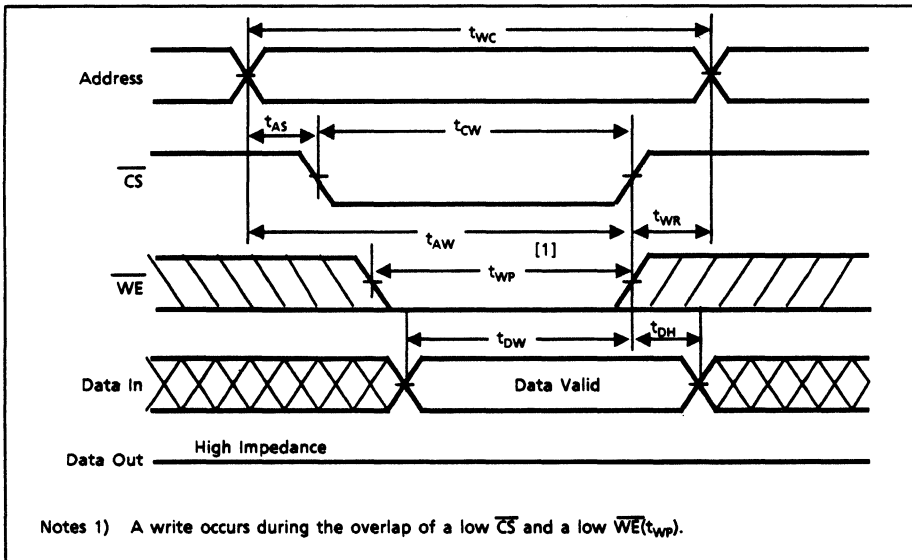 tWC
Address
tAS
tCW
CS
tAW
tWR
[1]
WE
tWP
tDW
tDH
Data In
Data Valid
High Impedance
Data Out
Notes 1) A write occurs during the overlap of a low CS and a low WE(tWP).